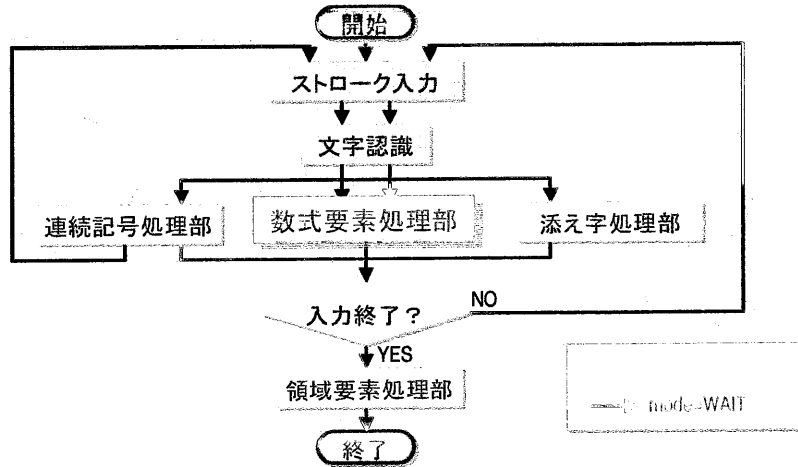 開始
ストローク入力
文字認識
連続記号処理部
数式要素処理部
添え字処理部
入力終了？
NO
YES
領域要素処理部
mode=WAIT
終了